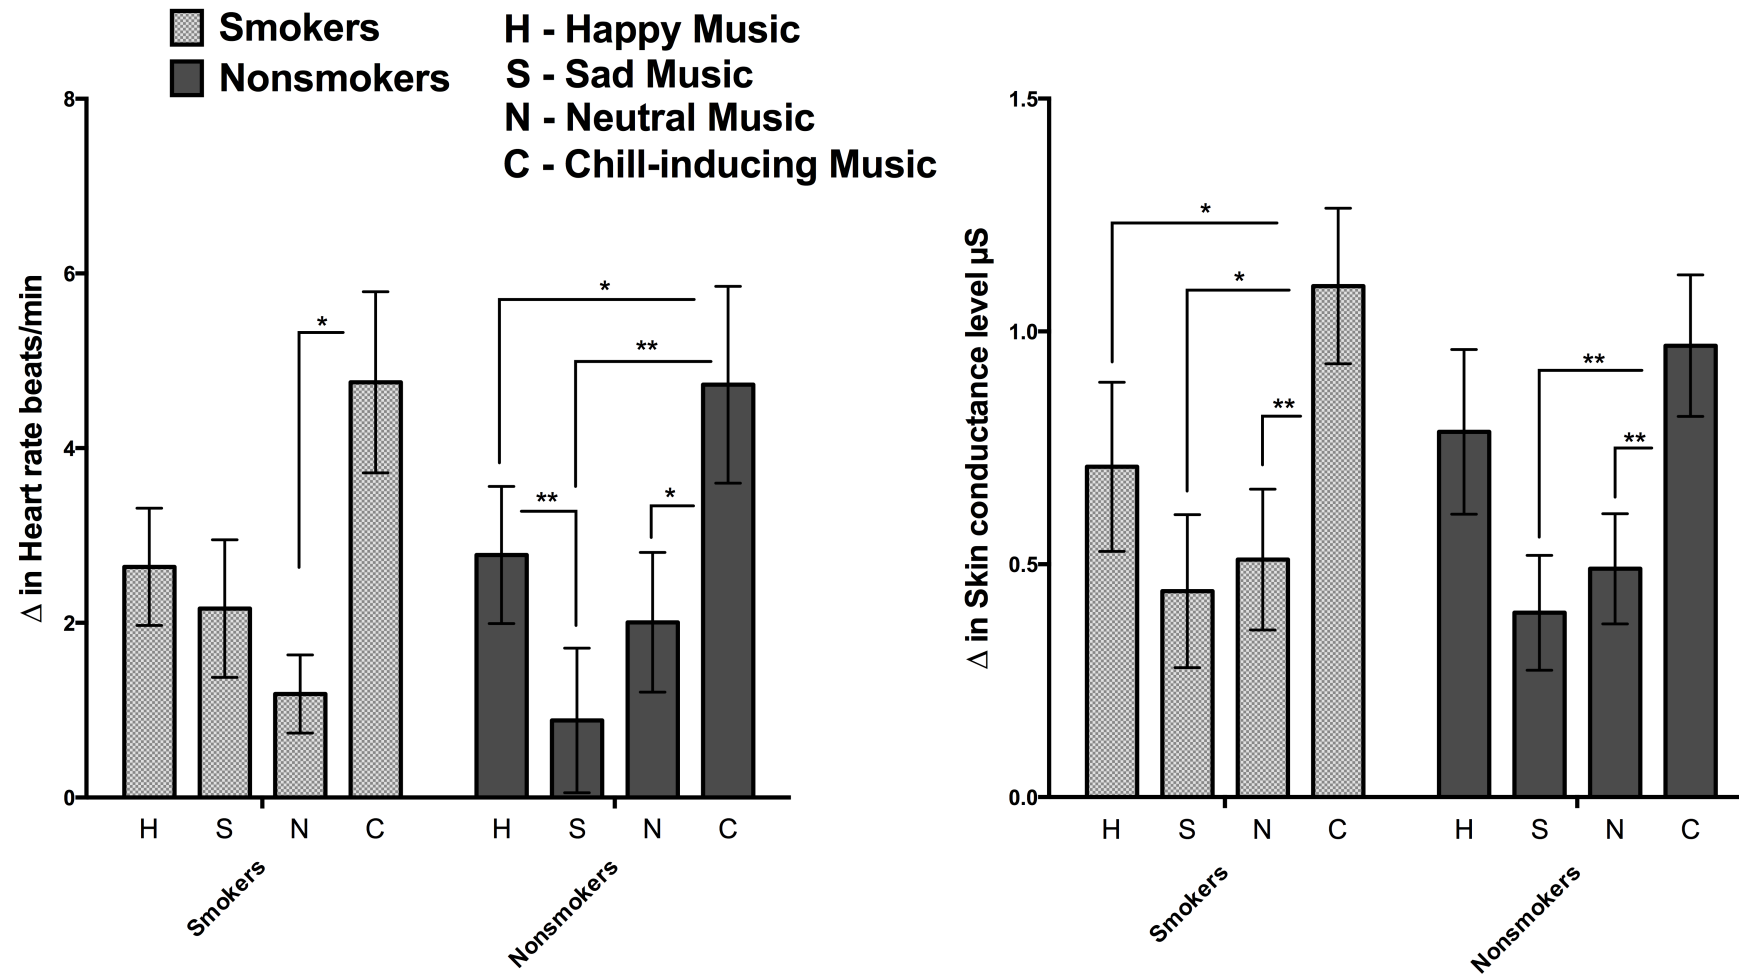 Smokers
Nonsmokers
H - Happy Music
S - Sad Music
N - Neutral Music
C - Chill-inducing Music
Δ in Heart rate beats/min
8
6
4
2
0
*
*
**
**
*
H S N C H S N C
Smokers
Nonsmokers
Δ in Skin conductance level µS
1.5
1.0
0.5
0.0
*
*
**
**
**
H S N C H S N C
Smokers
Nonsmokers